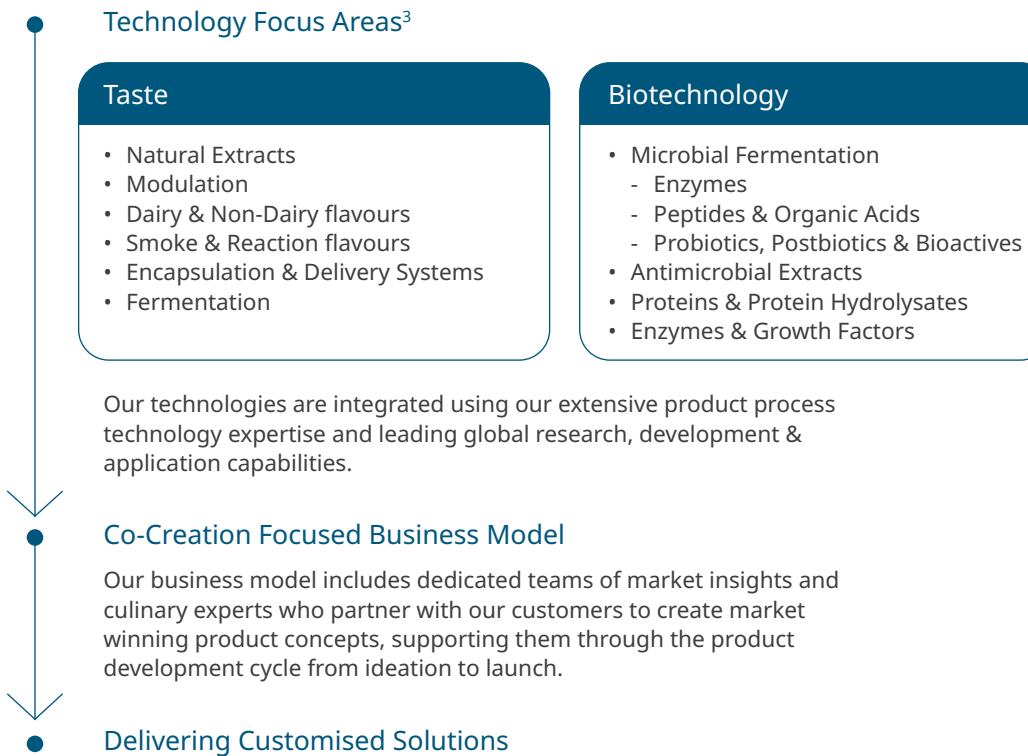 Technology Focus Areas³
Taste
• Natural Extracts
• Modulation
• Dairy & Non-Dairy flavours
• Smoke & Reaction flavours
• Encapsulation & Delivery Systems
• Fermentation
Biotechnology
• Microbial Fermentation
- Enzymes
- Peptides & Organic Acids
- Probiotics, Postbiotics & Bioactives
• Antimicrobial Extracts
• Proteins & Protein Hydrolysates
• Enzymes & Growth Factors
Our technologies are integrated using our extensive product process
technology expertise and leading global research, development &
application capabilities.
Co-Creation Focused Business Model
Our business model includes dedicated teams of market insights and
culinary experts who partner with our customers to create market
winning product concepts, supporting them through the product
development cycle from ideation to launch.
Delivering Customised Solutions